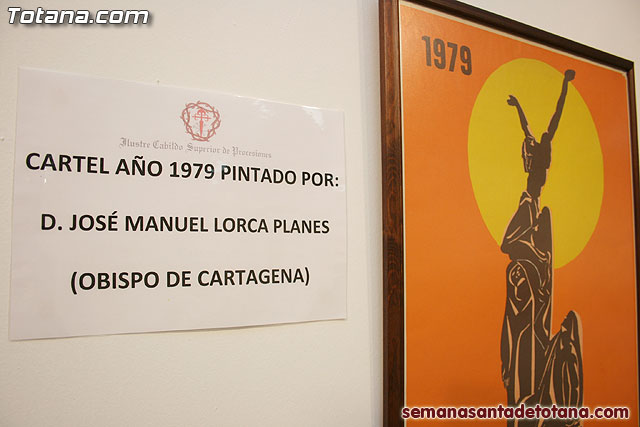 Totana.com
Ilustre Cabildo Superior de Procesiones
CARTEL AÑO 1979 PINTADO POR:
D. JOSÉ MANUEL LORCA PLANES
(OBISPO DE CARTAGENA)
1979
semanasantadetotana.com